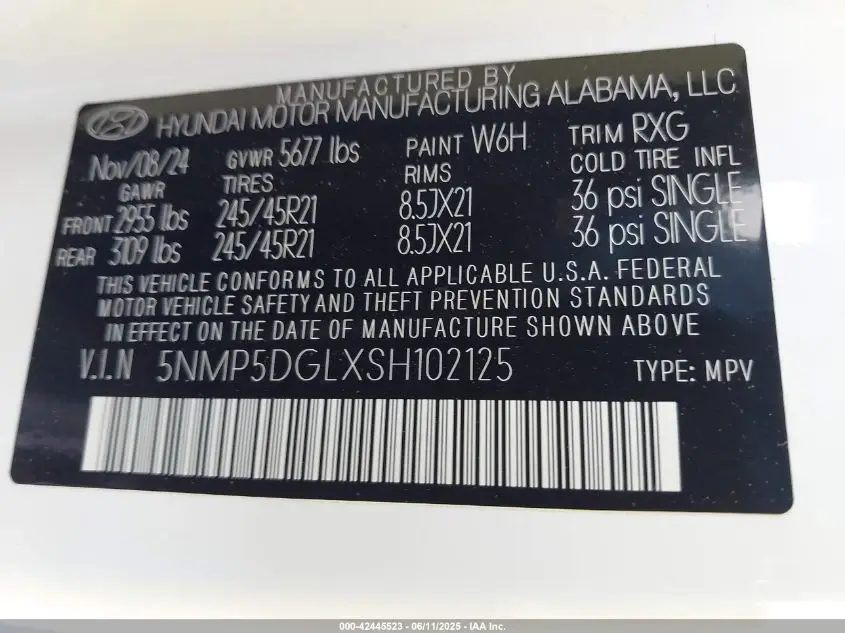 MANUFACTURED BY
HYUNDAI MOTOR MANUFACTURING ALABAMA, LLC
Nov/08/24 GVWR 5677 lbs PAINT W6H TRIM RXG
GAWR TIRES RIMS COLD TIRE INFL
FRONT 2955 lbs 245/45R21 8.5JX21 36 psi SINGLE
REAR 3109 lbs 245/45R21 8.5JX21 36 psi SINGLE
THIS VEHICLE CONFORMS TO ALL APPLICABLE U.S.A. FEDERAL
MOTOR VEHICLE SAFETY AND THEFT PREVENTION STANDARDS
IN EFFECT ON THE DATE OF MANUFACTURE SHOWN ABOVE
V.I.N 5NMP5DGLXSH102125 TYPE: MPV
000-42445523 - 06/11/2025 - IAA Inc.